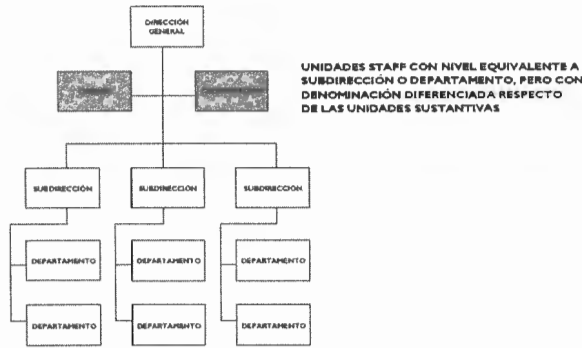 DIRECCIÓN
GENERAL
UNIDADES STAFF CON NIVEL EQUIVALENTE A
SUBDIRECCIÓN O DEPARTAMENTO, PERO CON
DENOMINACIÓN DIFERENCIADA RESPECTO
DE LAS UNIDADES SUSTANTIVAS
SUBDIRECCIÓN
SUBDIRECCIÓN
SUBDIRECCIÓN
DEPARTAMENTO
DEPARTAMENTO
DEPARTAMENTO
DEPARTAMENTO
DEPARTAMENTO
DEPARTAMENTO